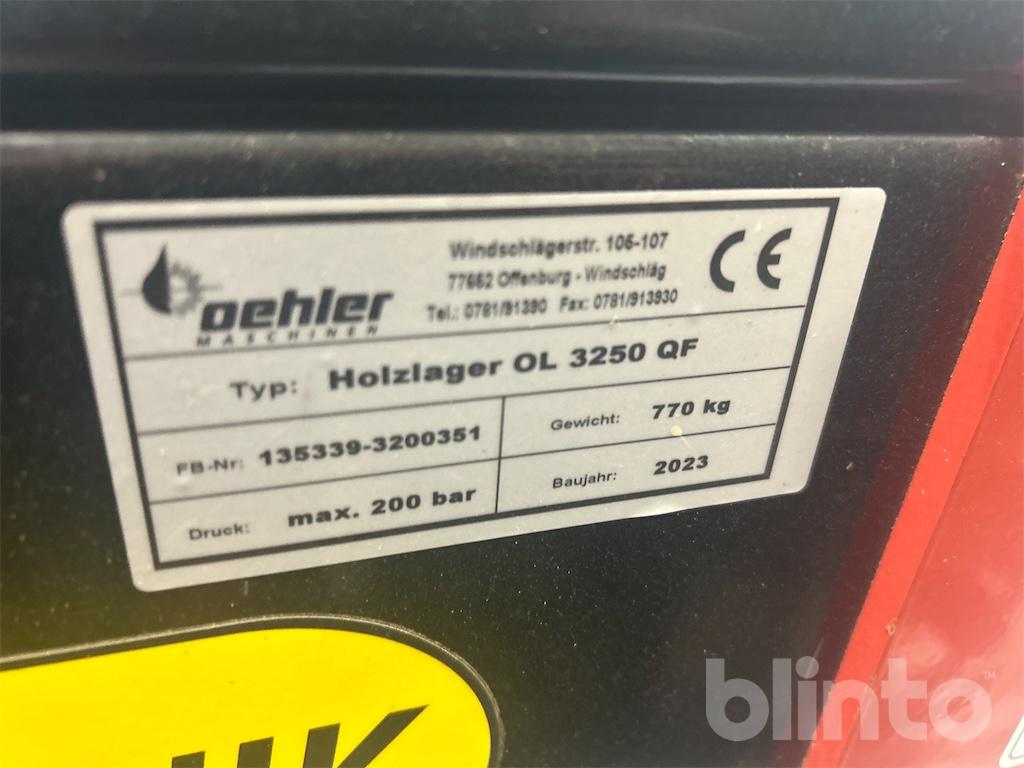 oehler
MASCHINEN
Windschlägerstr. 106-107
77652 Offenburg - Windschläg
Tel.: 0781/91390 Fax: 0781/913930
CE
Typ: Holzlager OL 3250 QF
FB-Nr: 135339-3200351
Gewicht: 770 kg
Druck: max. 200 bar
Baujahr: 2023
blinto™